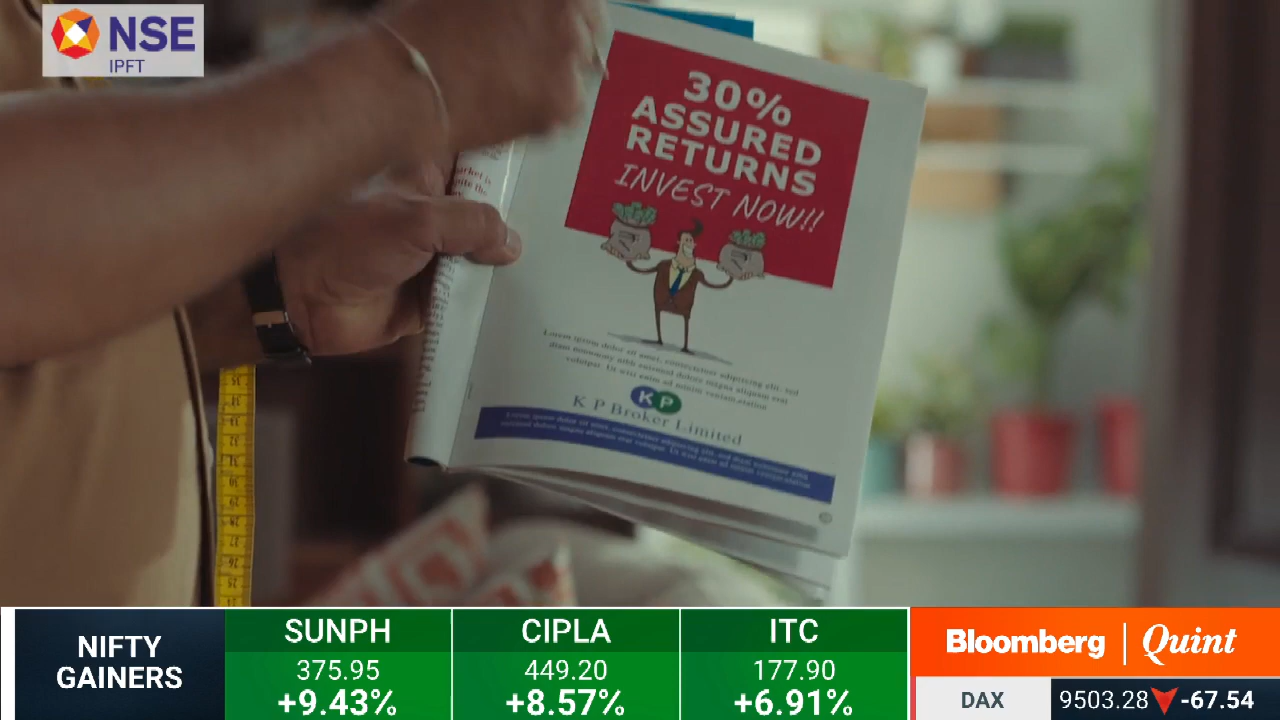 NSE
IPFT
30%
ASSURED
RETURNS
INVEST NOW!!
K P
K P Broker Limited
NIFTY
GAINERS
SUNPH
375.95
+9.43%
CIPLA
449.20
+8.57%
ITC
177.90
+6.91%
Bloomberg | Quint
DAX
9503.28 -67.54